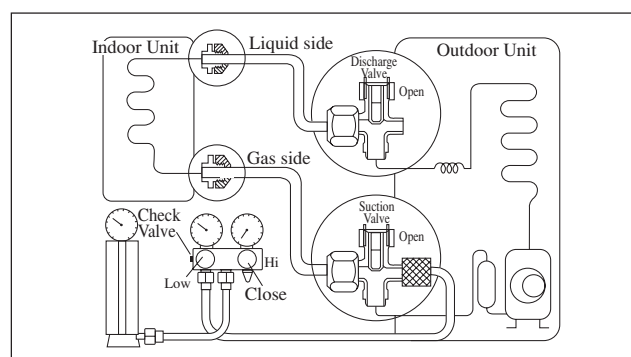 Indoor Unit
Liquid side
Outdoor Unit
Discharge
Valve
Open
Gas side
Suction
Valve
Open
Check
Valve
Low
Hi
Close